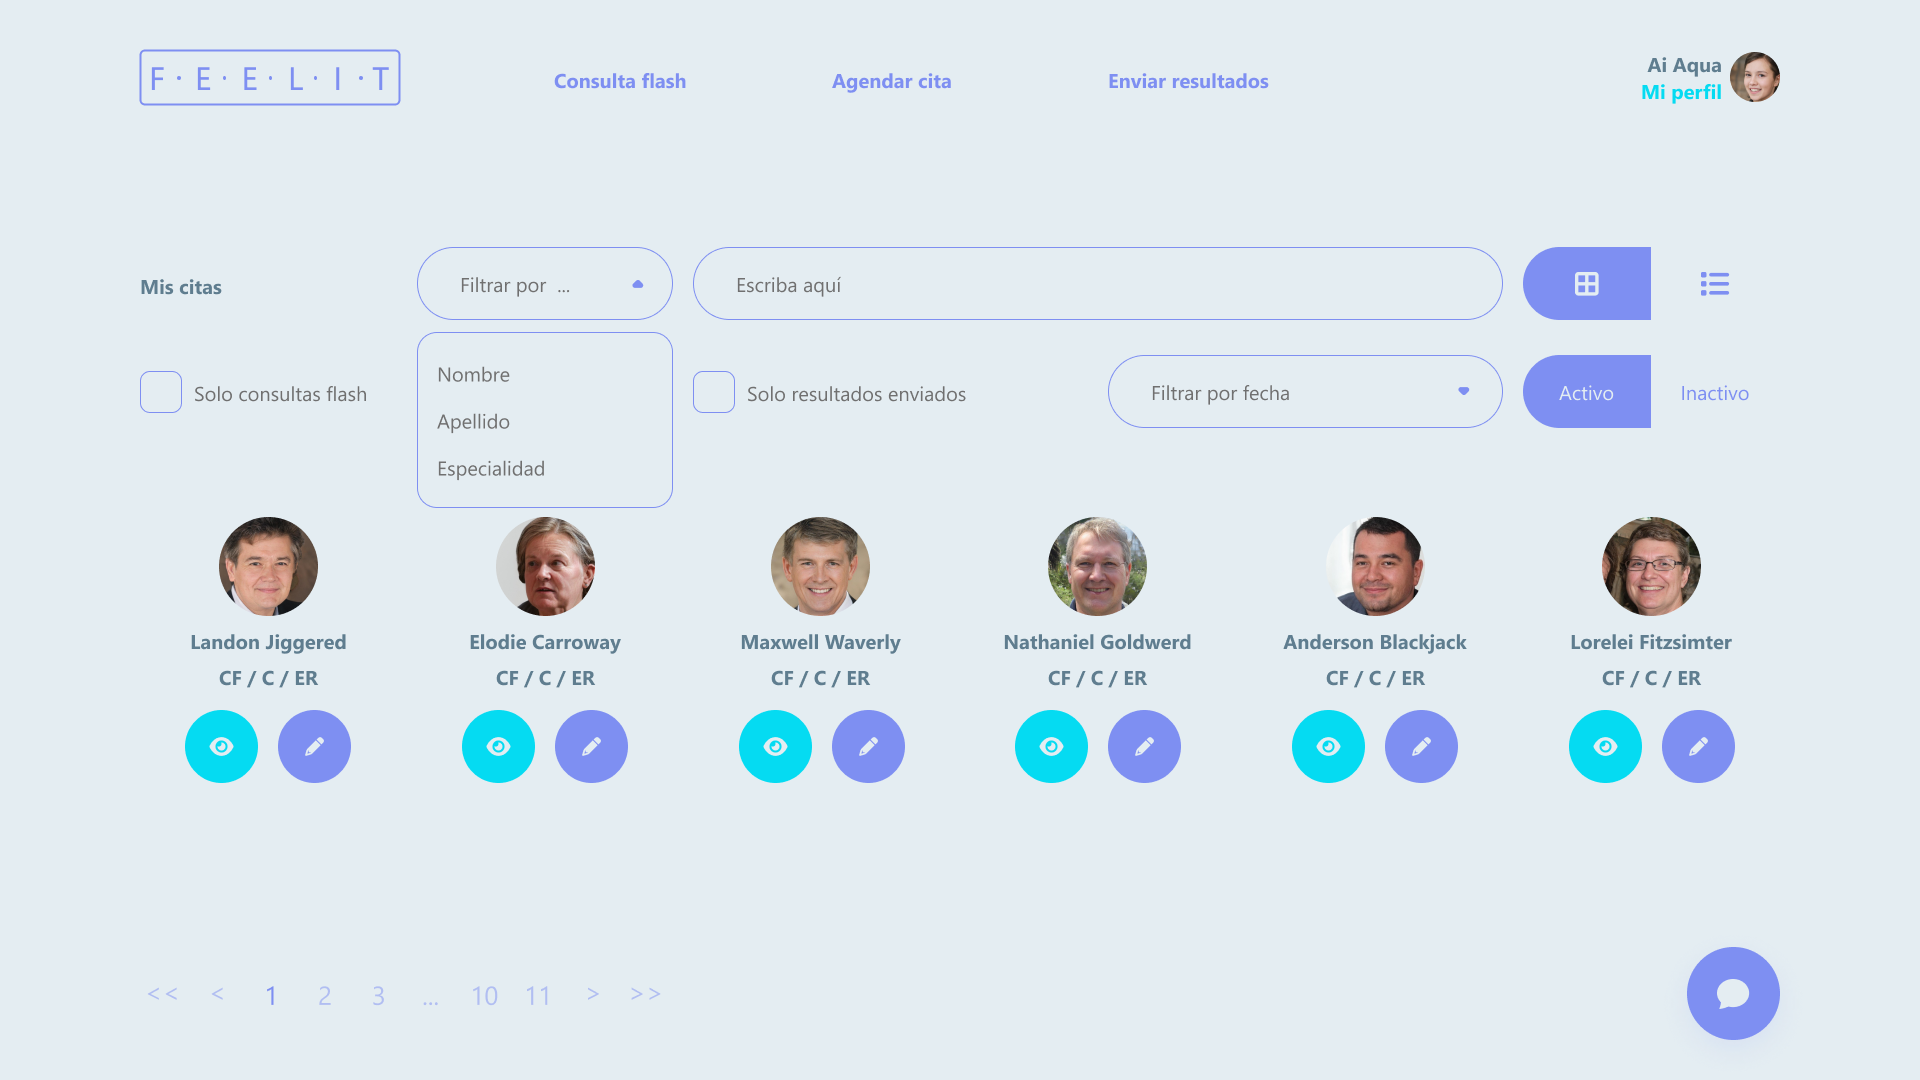 F·E·E·L·I·T
Consulta flash
Agendar cita
Enviar resultados
Ai Aqua
Mi perfil
Mis citas
Filtrar por ...
Escriba aquí
Nombre
Apellido
Especialidad
Solo consultas flash
Solo resultados enviados
Filtrar por fecha
Activo
Inactivo
Landon Jiggered
CF / C / ER
Elodie Carroway
CF / C / ER
Maxwell Waverly
CF / C / ER
Nathaniel Goldwerd
CF / C / ER
Anderson Blackjack
CF / C / ER
Lorelei Fitzsimter
CF / C / ER
<< < 1 2 3 ... 10 11 > >>